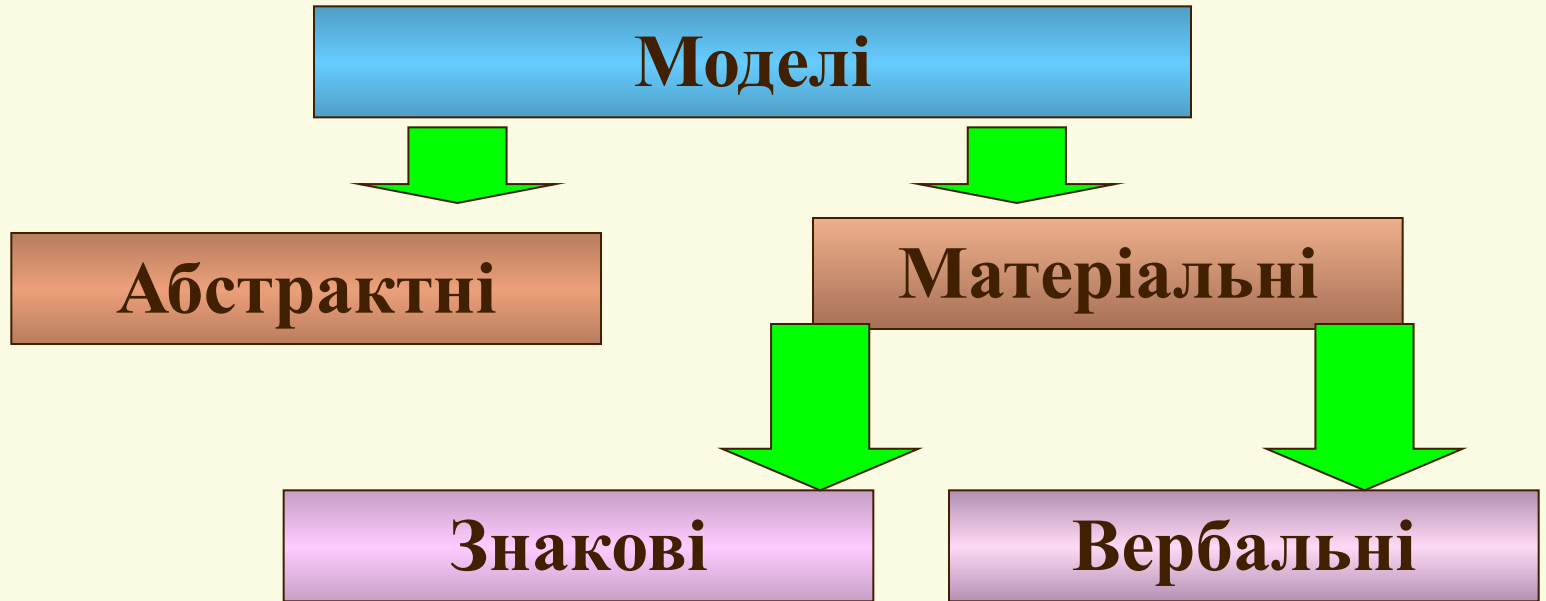 Моделі
Абстрактні
Матеріальні
Знакові
Вербальні